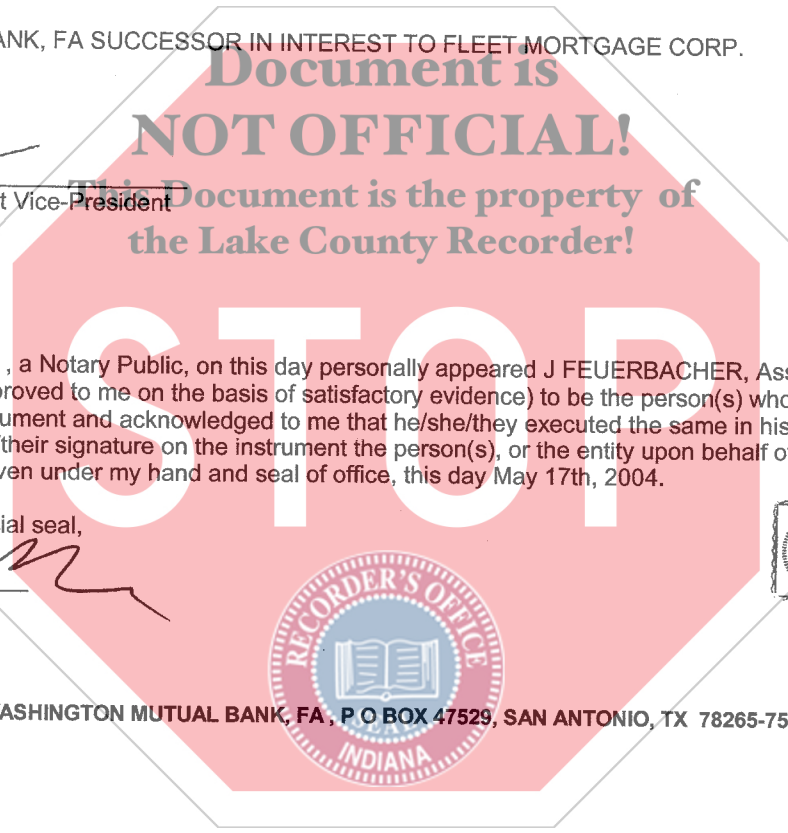 ANK, FA SUCCESSOR IN INTEREST TO FLEET MORTGAGE CORP.
Document is
NOT OFFICIAL!
t Vice-President
This Document is the property of
the Lake County Recorder!
STOP
, a Notary Public, on this day personally appeared J FEUERBACHER, Ass
proved to me on the basis of satisfactory evidence) to be the person(s) who
ument and acknowledged to me that he/she/they executed the same in his
/their signature on the instrument the person(s), or the entity upon behalf of
ven under my hand and seal of office, this day May 17th, 2004.
ial seal,
RECORDER'S OFFICE
ASHINGTON MUTUAL BANK, FA , P O BOX 47529, SAN ANTONIO, TX 78265-75
SEAL
INDIANA